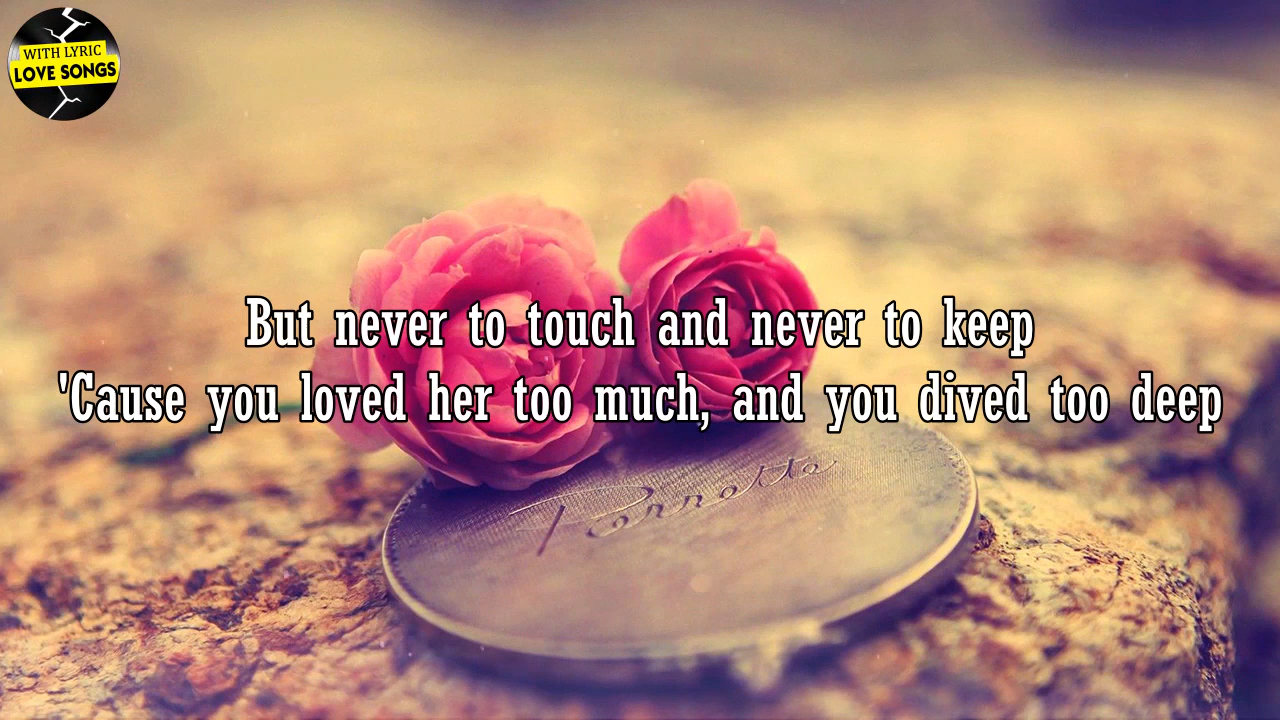 WITH LYRIC
LOVE SONGS
But never to touch and never to keep
'Cause you loved her too much, and you dived too deep